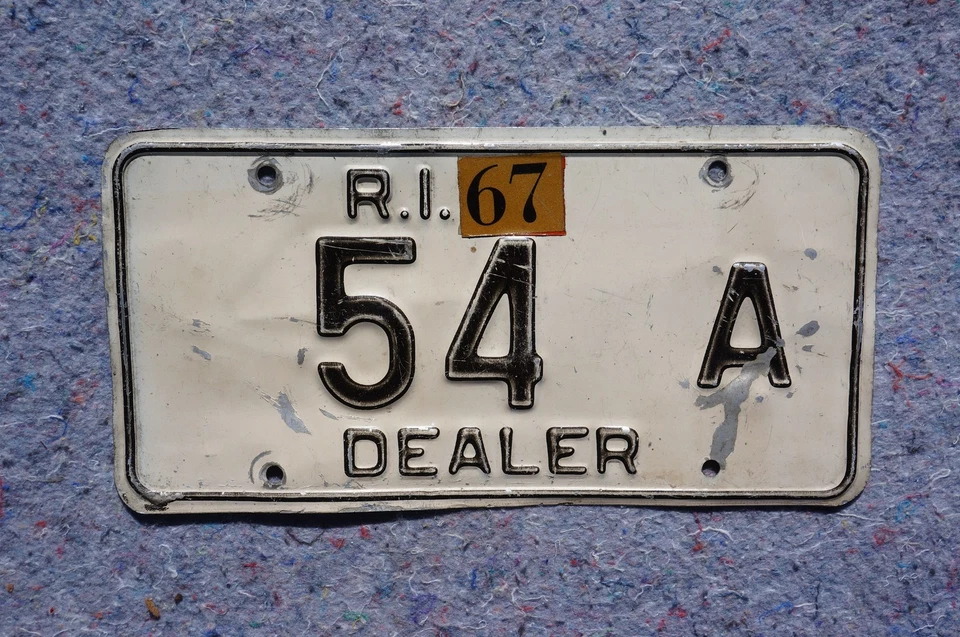 R.I. 67
54 A
DEALER